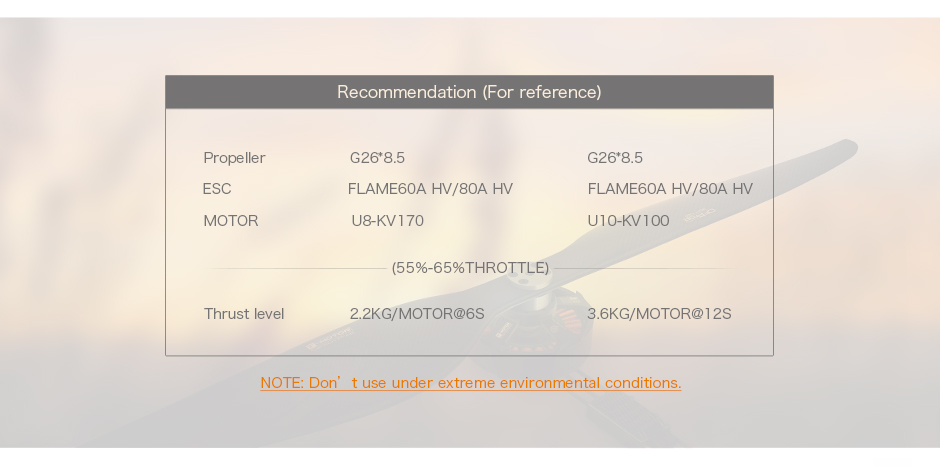 Recommendation (For reference)
Propeller G26*8.5 G26*8.5
ESC FLAME60A HV/80A HV FLAME60A HV/80A HV
MOTOR U8-KV170 U10-KV100
(55%-65%THROTTLE)
Thrust level 2.2KG/MOTOR@6S 3.6KG/MOTOR@12S
NOTE: Don’t use under extreme environmental conditions.